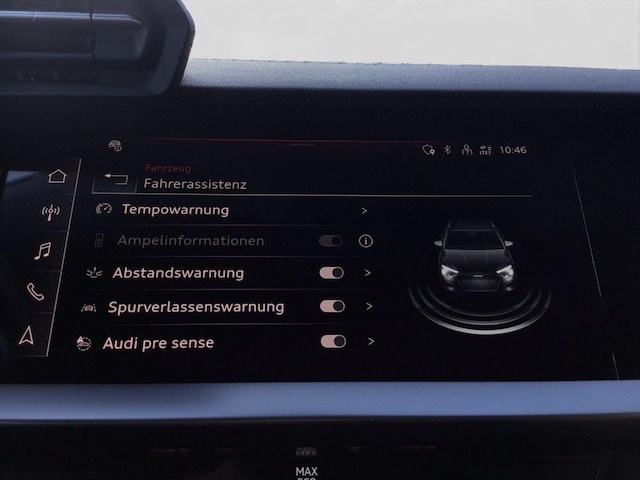 10:46
Fahrzeug
Fahrerassistenz
Tempowarnung
Ampelinformationen
Abstandswarnung
Spurverlassenswarnung
Audi pre sense
MAX